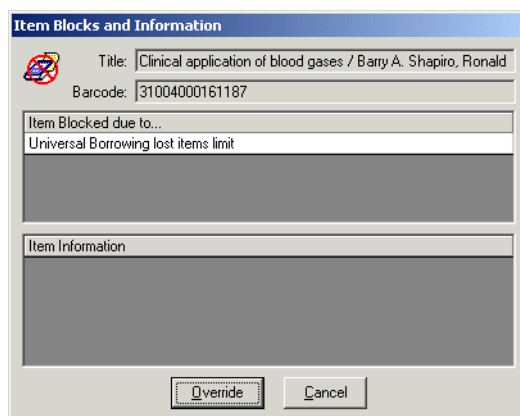 Item Blocks and Information
Title: Clinical application of blood gases / Barry A. Shapiro, Ronald
Barcode: 31004000161187
Item Blocked due to...
Universal Borrowing lost items limit
Item Information
Override Cancel